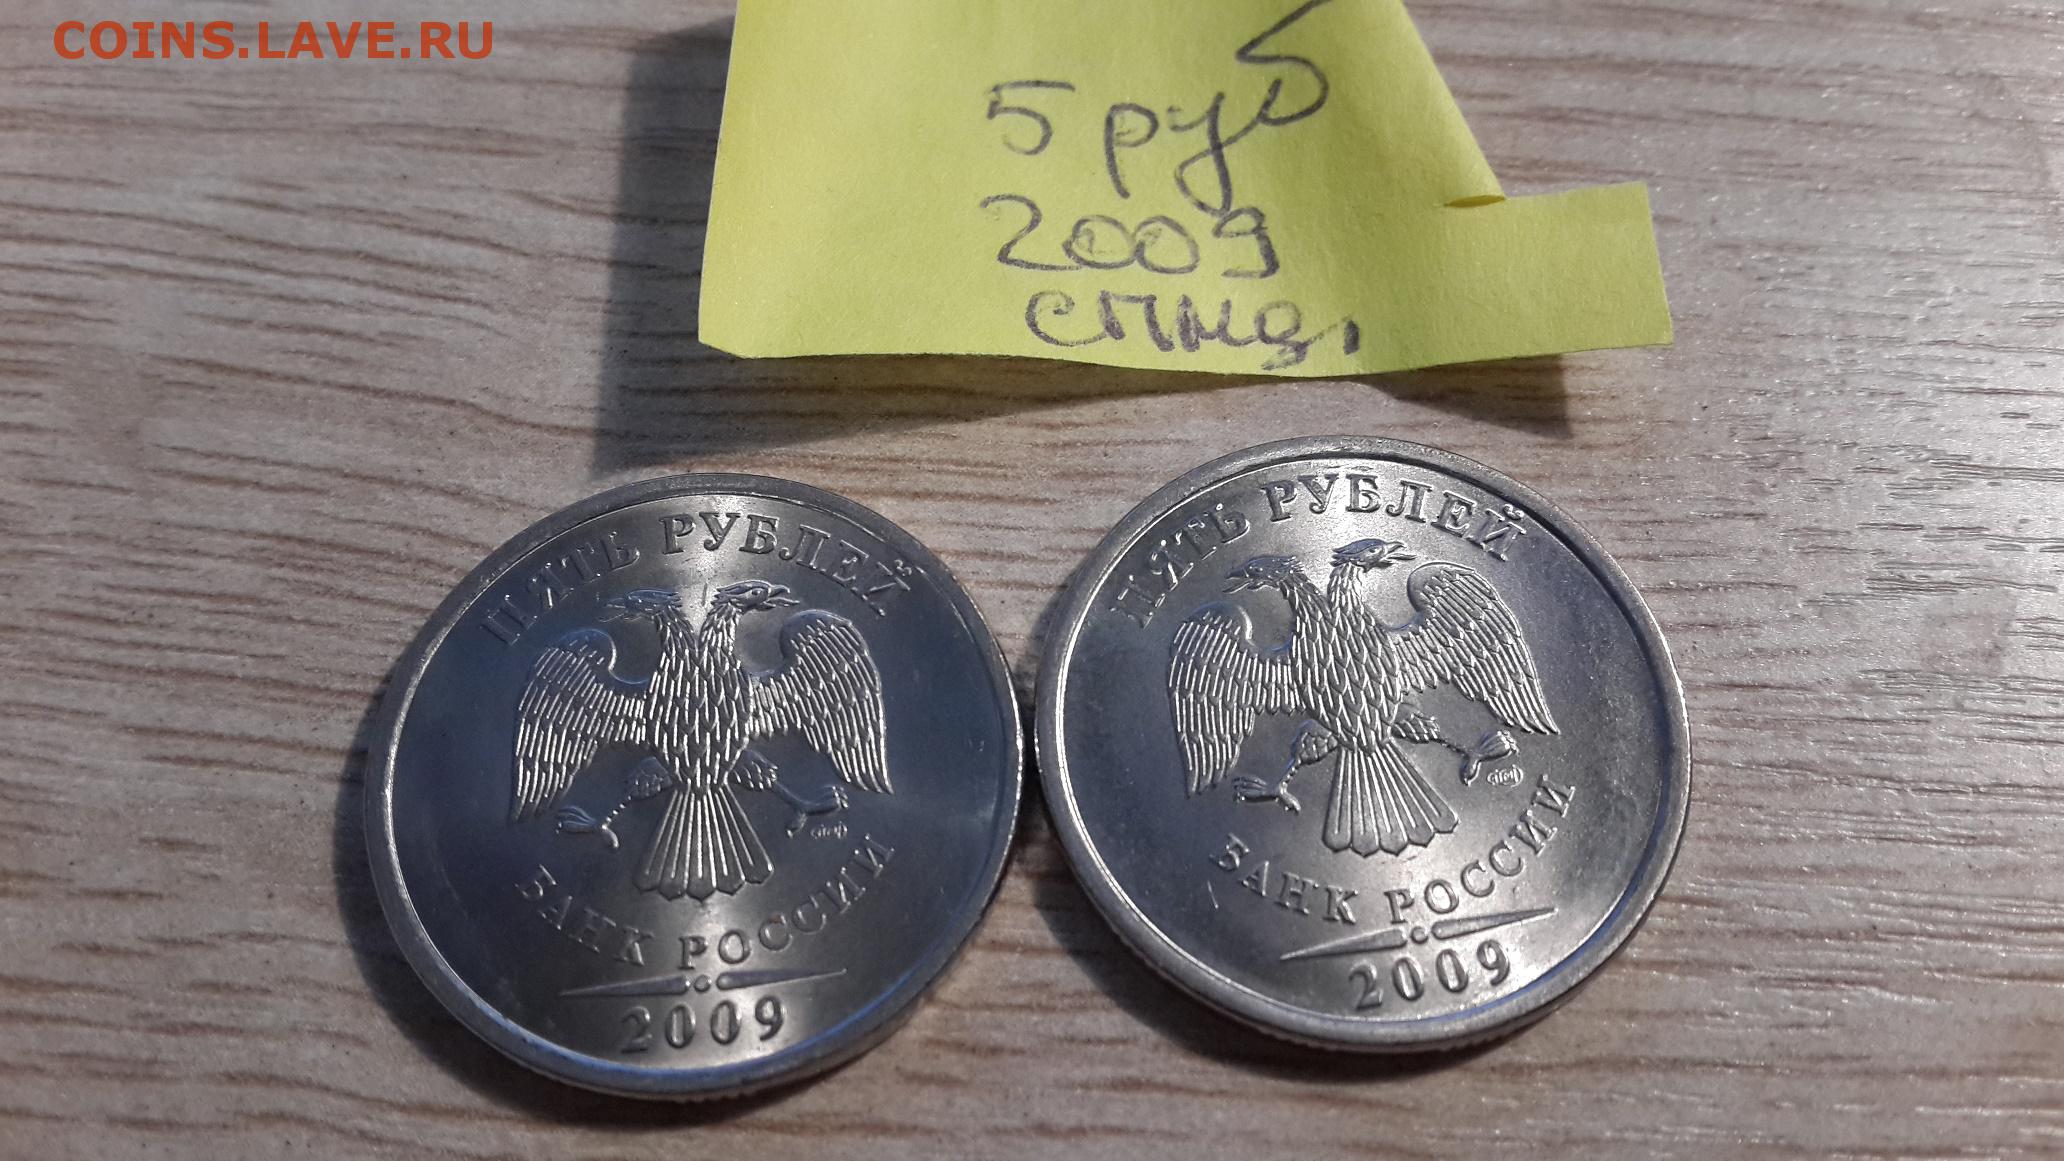 COINS.LAVE.RU
5 руб
2009
спмд.
ПЯТЬ РУБЛЕЙ
БАНК РОССИИ
2009
ПЯТЬ РУБЛЕЙ
БАНК РОССИИ
2009